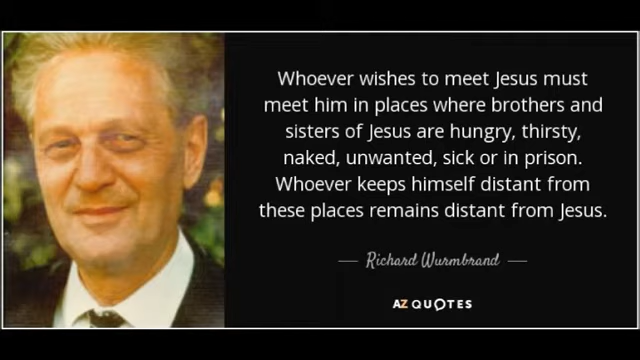 Whoever wishes to meet Jesus must
meet him in places where brothers and
sisters of Jesus are hungry, thirsty,
naked, unwanted, sick or in prison.
Whoever keeps himself distant from
these places remains distant from Jesus.
Richard Wurmbrand
AZ QUOTES